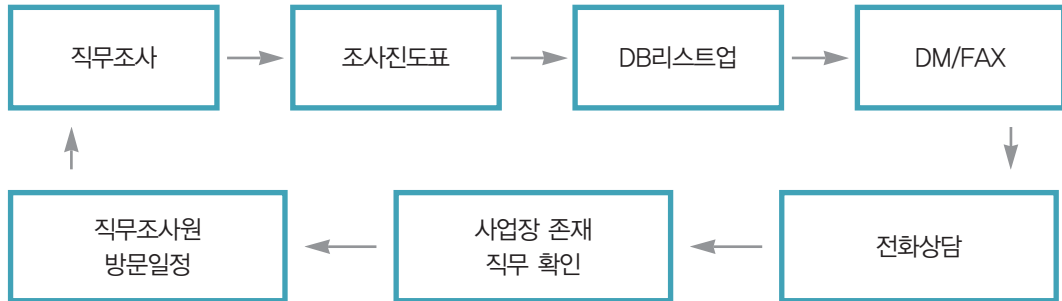 직무조사
조사진도표
DB리스트업
DM/FAX
직무조사원
방문일정
사업장 존재
직무 확인
전화상담